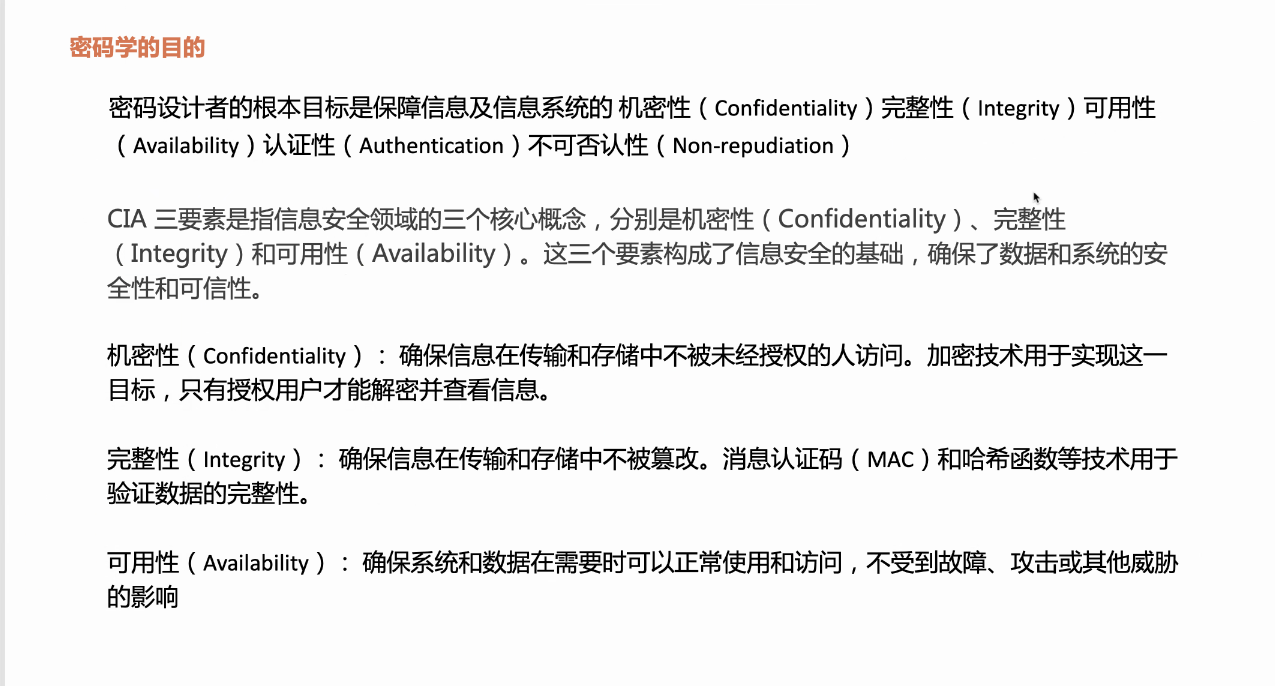 密码学的目的
密码设计者的根本目标是保障信息及信息系统的 机密性（Confidentiality）完整性（Integrity）可用性
（Availability）认证性（Authentication）不可否认性（Non-repudiation）
CIA 三要素是指信息安全领域的三个核心概念，分别是机密性（Confidentiality）、完整性
（Integrity）和可用性（Availability）。这三个要素构成了信息安全的基础，确保了数据和系统的安
全性和可信性。
机密性（Confidentiality）： 确保信息在传输和存储中不被未经授权的人访问。加密技术用于实现这一
目标，只有授权用户才能解密并查看信息。
完整性（Integrity）： 确保信息在传输和存储中不被篡改。消息认证码（MAC）和哈希函数等技术用于
验证数据的完整性。
可用性（Availability）： 确保系统和数据在需要时可以正常使用和访问，不受到故障、攻击或其他威胁
的影响